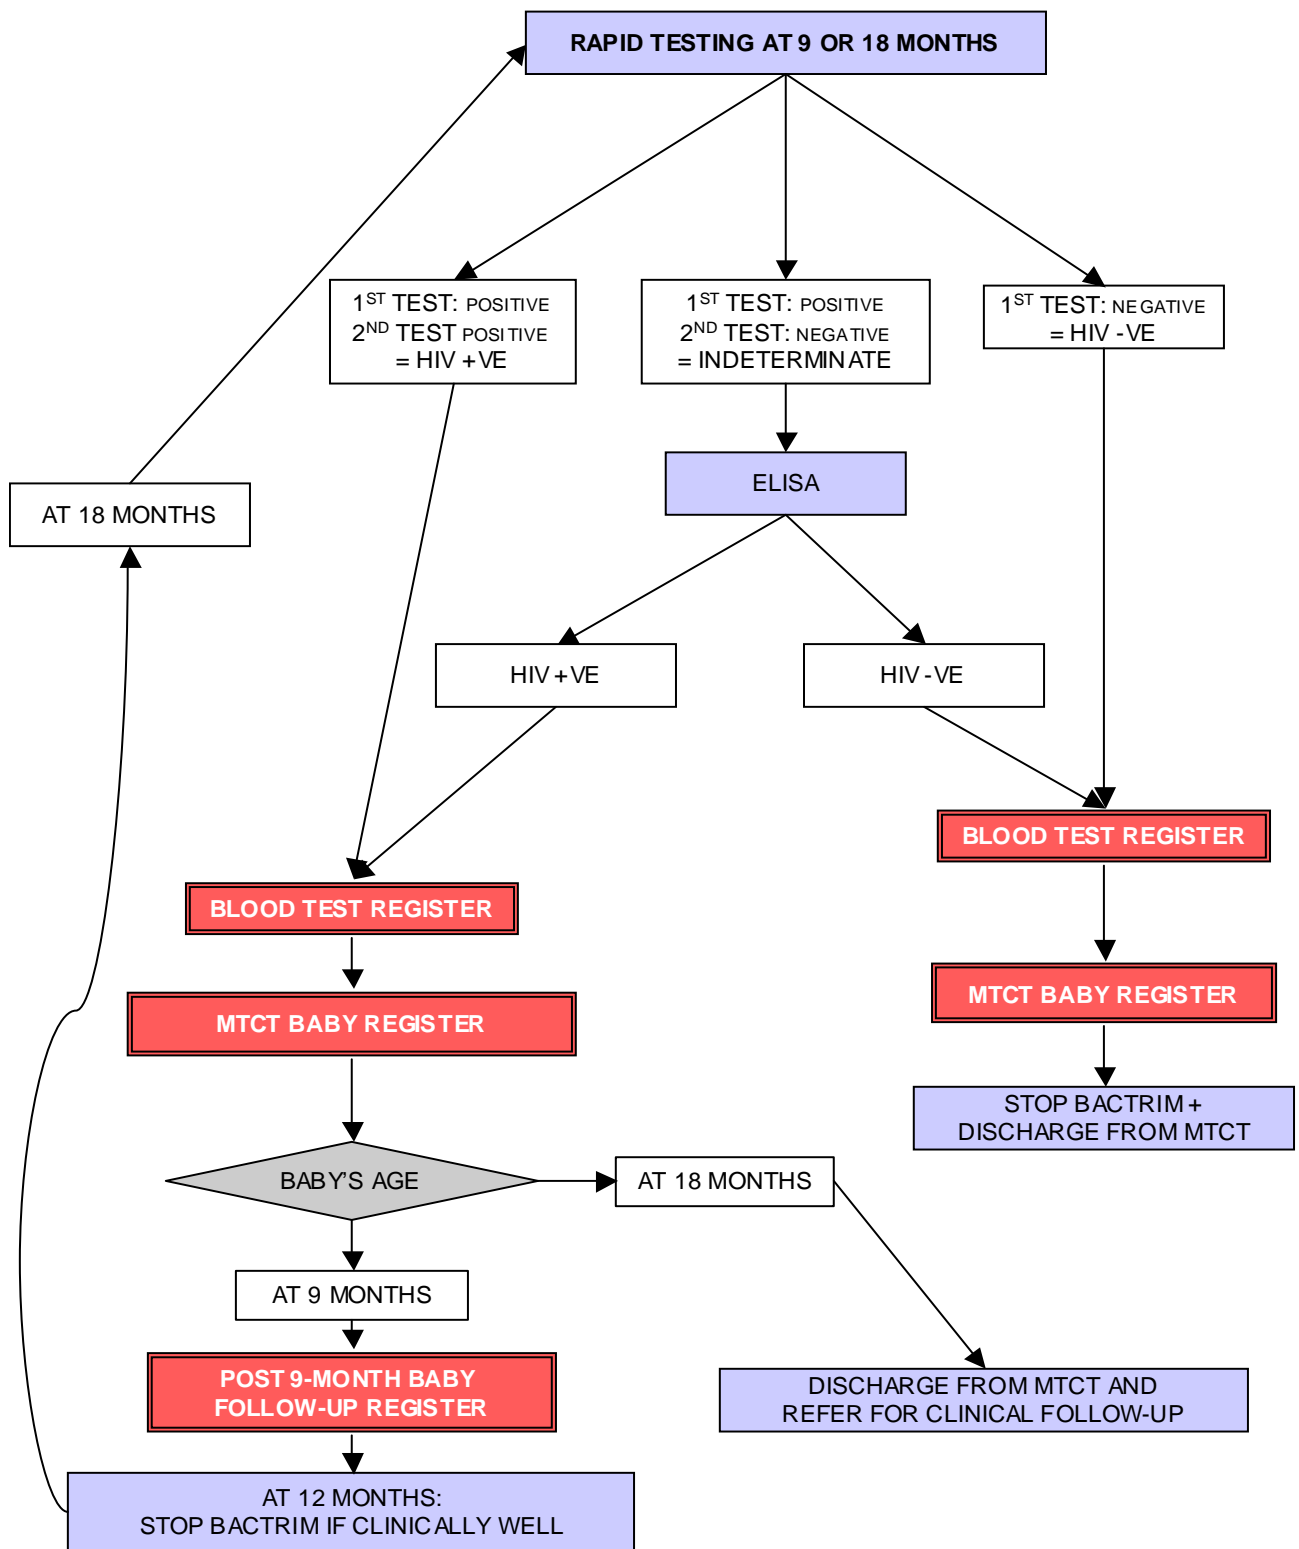 RAPID TESTING AT 9 OR 18 MONTHS
1ST TEST: POSITIVE
2ND TEST POSITIVE
= HIV +VE
1ST TEST: POSITIVE
2ND TEST: NEGATIVE
= INDETERMINATE
1ST TEST: NEGATIVE
= HIV -VE
ELISA
AT 18 MONTHS
HIV +VE
HIV -VE
BLOOD TEST REGISTER
BLOOD TEST REGISTER
MTCT BABY REGISTER
MTCT BABY REGISTER
STOP BACTRIM +
DISCHARGE FROM MTCT
BABY'S AGE
AT 18 MONTHS
AT 9 MONTHS
POST 9-MONTH BABY
FOLLOW-UP REGISTER
DISCHARGE FROM MTCT AND
REFER FOR CLINICAL FOLLOW-UP
AT 12 MONTHS:
STOP BACTRIM IF CLINICALLY WELL